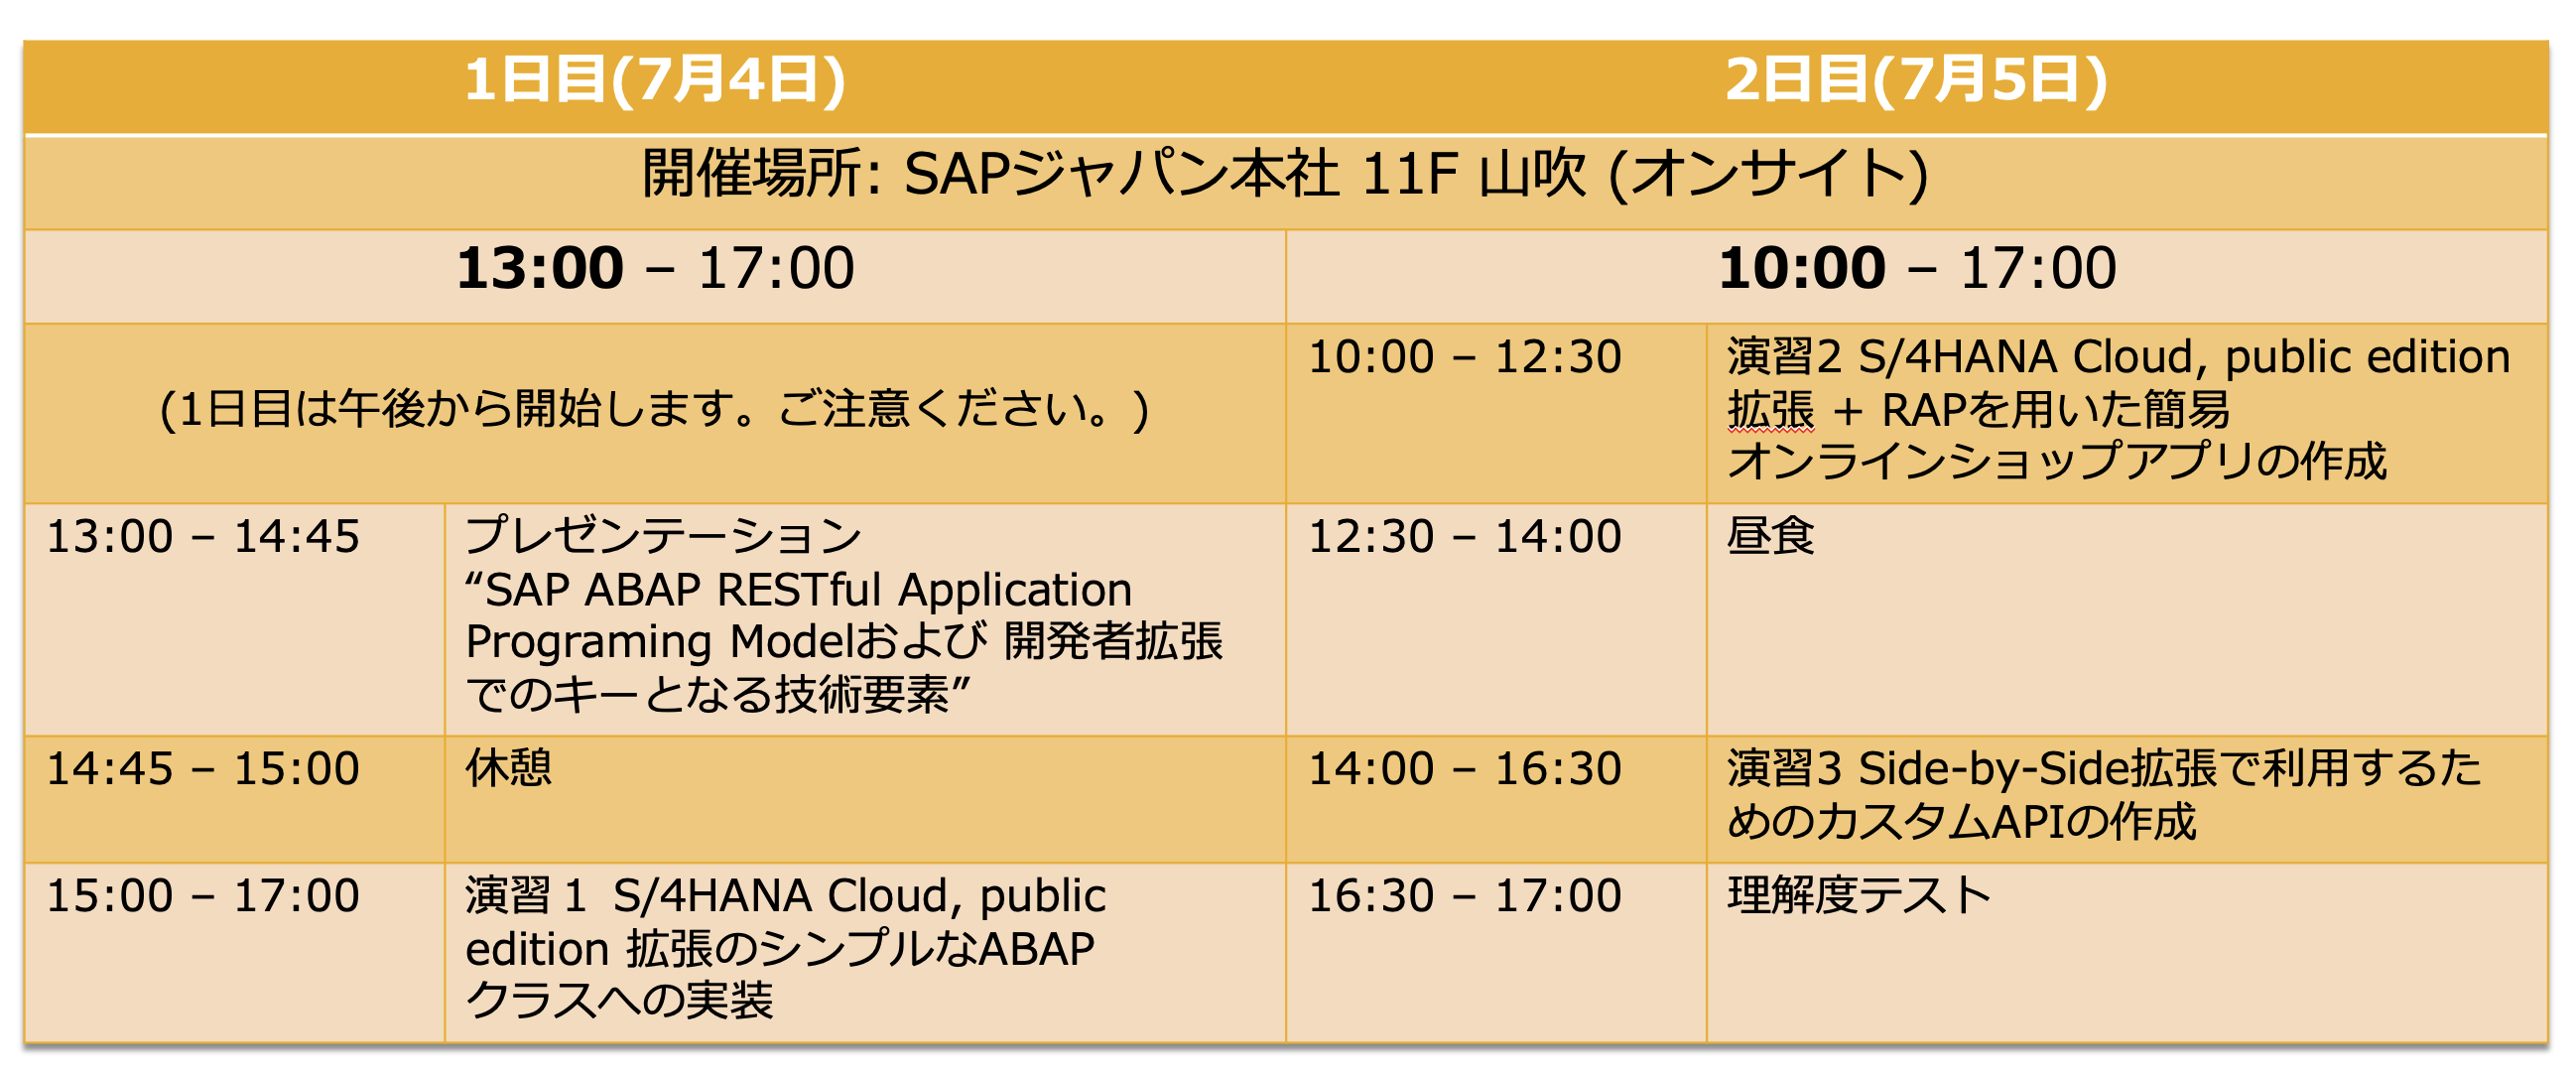 1日目(7月4日)
2日目(7月5日)
開催場所: SAPジャパン本社 11F 山吹 (オンサイト)
13:00 – 17:00
10:00 – 17:00
(1日目は午後から開始します。ご注意ください。)
10:00 – 12:30
演習2 S/4HANA Cloud, public edition
拡張 + RAPを用いた簡易
オンラインショップアプリの作成
13:00 – 14:45
プレゼンテーション
“SAP ABAP RESTful Application
Programing Modelおよび 開発者拡張
でのキーとなる技術要素”
12:30 – 14:00
昼食
14:45 – 15:00
休憩
14:00 – 16:30
演習3 Side-by-Side拡張で利用するた
めのカスタムAPIの作成
15:00 – 17:00
演習１ S/4HANA Cloud, public
edition 拡張のシンプルなABAP
クラスへの実装
16:30 – 17:00
理解度テスト